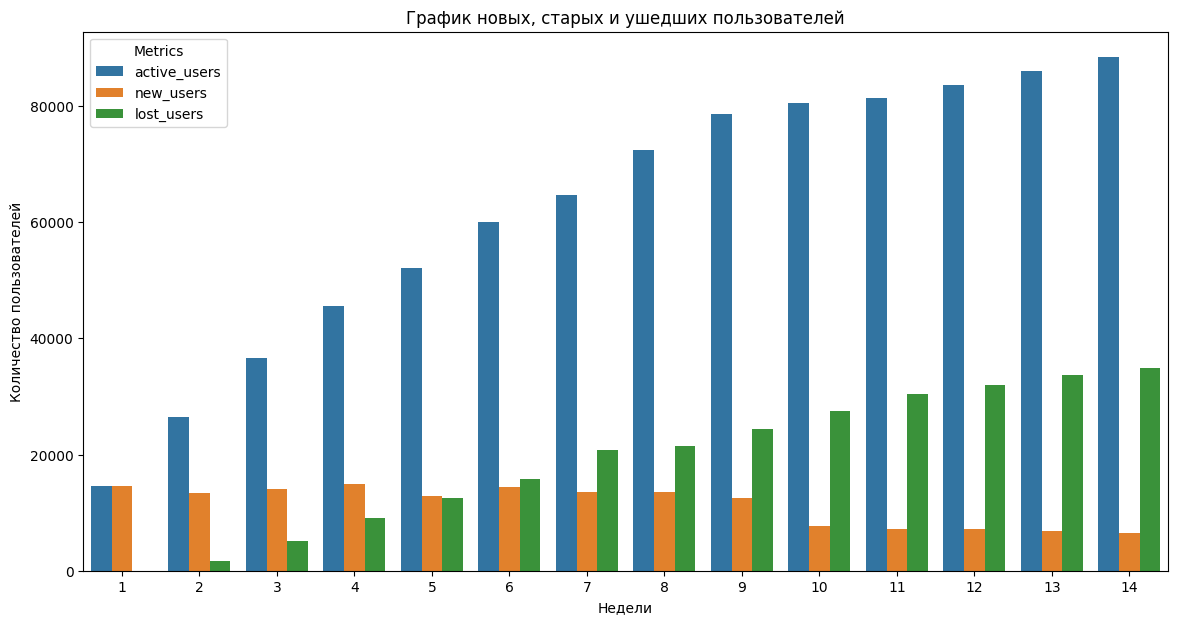 График новых, старых и ушедших пользователей
Metrics
active_users
new_users
lost_users
Количество пользователей
80000
60000
40000
20000
0
1 2 3 4 5 6 7 8 9 10 11 12 13 14
Недели